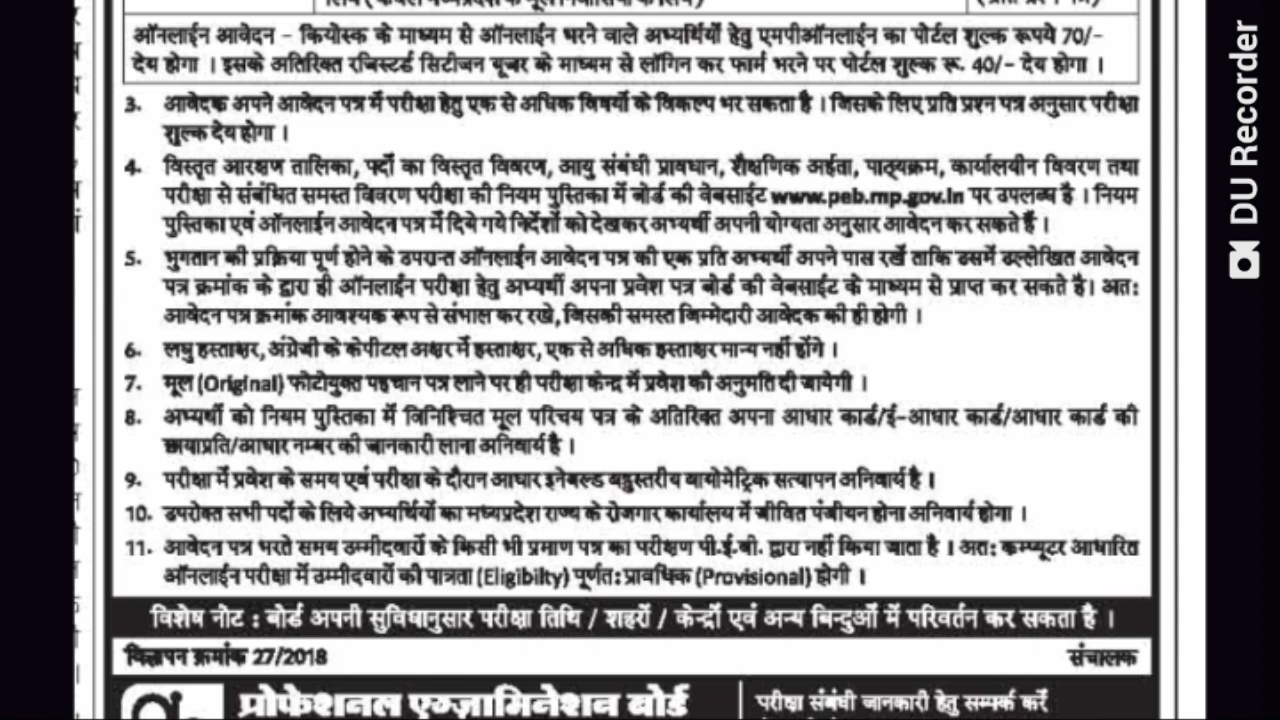 ऑनलाईन आवेदन – कियोस्क के माध्यम से ऑनलाईन भरने वाले अभ्यर्थियों हेतु एमपीऑनलाईन का पोर्टल शुल्क रूपये 70/-
देय होगा । इसके अतिरिक्त रजिस्टर्ड सिटीजन यूजर के माध्यम से लॉगिन कर फार्म भरने पर पोर्टल शुल्क रू. 40/- देय होगा ।
3. आवेदक अपने आवेदन पत्र में परीक्षा हेतु एक से अधिक विषयों के विकल्प भर सकता है । जिसके लिए प्रति प्रश्न पत्र अनुसार परीक्षा
शुल्क देय होगा ।
4. विस्तृत आरक्षण तालिका, पदों का विस्तृत विवरण, आयु संबंधी प्रावधान, शैक्षणिक अर्हता, पाठ्यक्रम, कार्यालयीन विवरण तथा
परीक्षा से संबंधित समस्त विवरण परीक्षा की नियम पुस्तिका में बोर्ड की वेबसाईट www.peb.mp.gov.in पर उपलब्ध है । नियम
पुस्तिका एवं ऑनलाईन आवेदन पत्र में दिये गये निर्देशों को देखकर अभ्यर्थी अपनी योग्यता अनुसार आवेदन कर सकते हैं ।
5. भुगतान की प्रक्रिया पूर्ण होने के उपरान्त ऑनलाईन आवेदन पत्र की एक प्रति अभ्यर्थी अपने पास रखें ताकि उसमें उल्लेखित आवेदन
पत्र क्रमांक के द्वारा ही ऑनलाईन परीक्षा हेतु अभ्यर्थी अपना प्रवेश पत्र बोर्ड की वेबसाईट के माध्यम से प्राप्त कर सकते है। अत:
आवेदन पत्र क्रमांक आवश्यक रूप से संभाल कर रखे, जिसकी समस्त जिम्मेदारी आवेदक की ही होगी ।
6. लघु हस्ताक्षर, अंग्रेजी के केपीटल अक्षर में हस्ताक्षर, एक से अधिक हस्ताक्षर मान्य नहीं होंगे ।
7. मूल (Original) फोटोयुक्त पहचान पत्र लाने पर ही परीक्षा केन्द्र में प्रवेश की अनुमति दी जायेगी ।
8. अभ्यर्थी को नियम पुस्तिका में विनिश्चित मूल परिचय पत्र के अतिरिक्त अपना आधार कार्ड/ई-आधार कार्ड/आधार कार्ड की
छायाप्रति/आधार नम्बर की जानकारी लाना अनिवार्य है ।
9. परीक्षा में प्रवेश के समय एवं परीक्षा के दौरान आधार इनेबल्ड बहुस्तरीय बायोमेट्रिक सत्यापन अनिवार्य है ।
10. उपरोक्त सभी पदों के लिये अभ्यर्थियों का मध्यप्रदेश राज्य के रोजगार कार्यालय में जीवित पंजीयन होना अनिवार्य होगा ।
11. आवेदन पत्र भरते समय उम्मीदवारों के किसी भी प्रमाण पत्र का परीक्षण पी.ई.बी. द्वारा नहीं किया जाता है । अत: कम्प्यूटर आधारित
ऑनलाईन परीक्षा में उम्मीदवारों की पात्रता (Eligibilty) पूर्णत: प्रावधिक (Provisional) होगी ।
विशेष नोट : बोर्ड अपनी सुविधानुसार परीक्षा तिथि / शहरों / केन्द्रों एवं अन्य बिन्दुओं में परिवर्तन कर सकता है ।
विज्ञापन क्रमांक 27/2018 संचालक
प्रोफेशनल एग्ज़ामिनेशन बोर्ड
परीक्षा संबंधी जानकारी हेतु सम्पर्क करें
DU Recorder